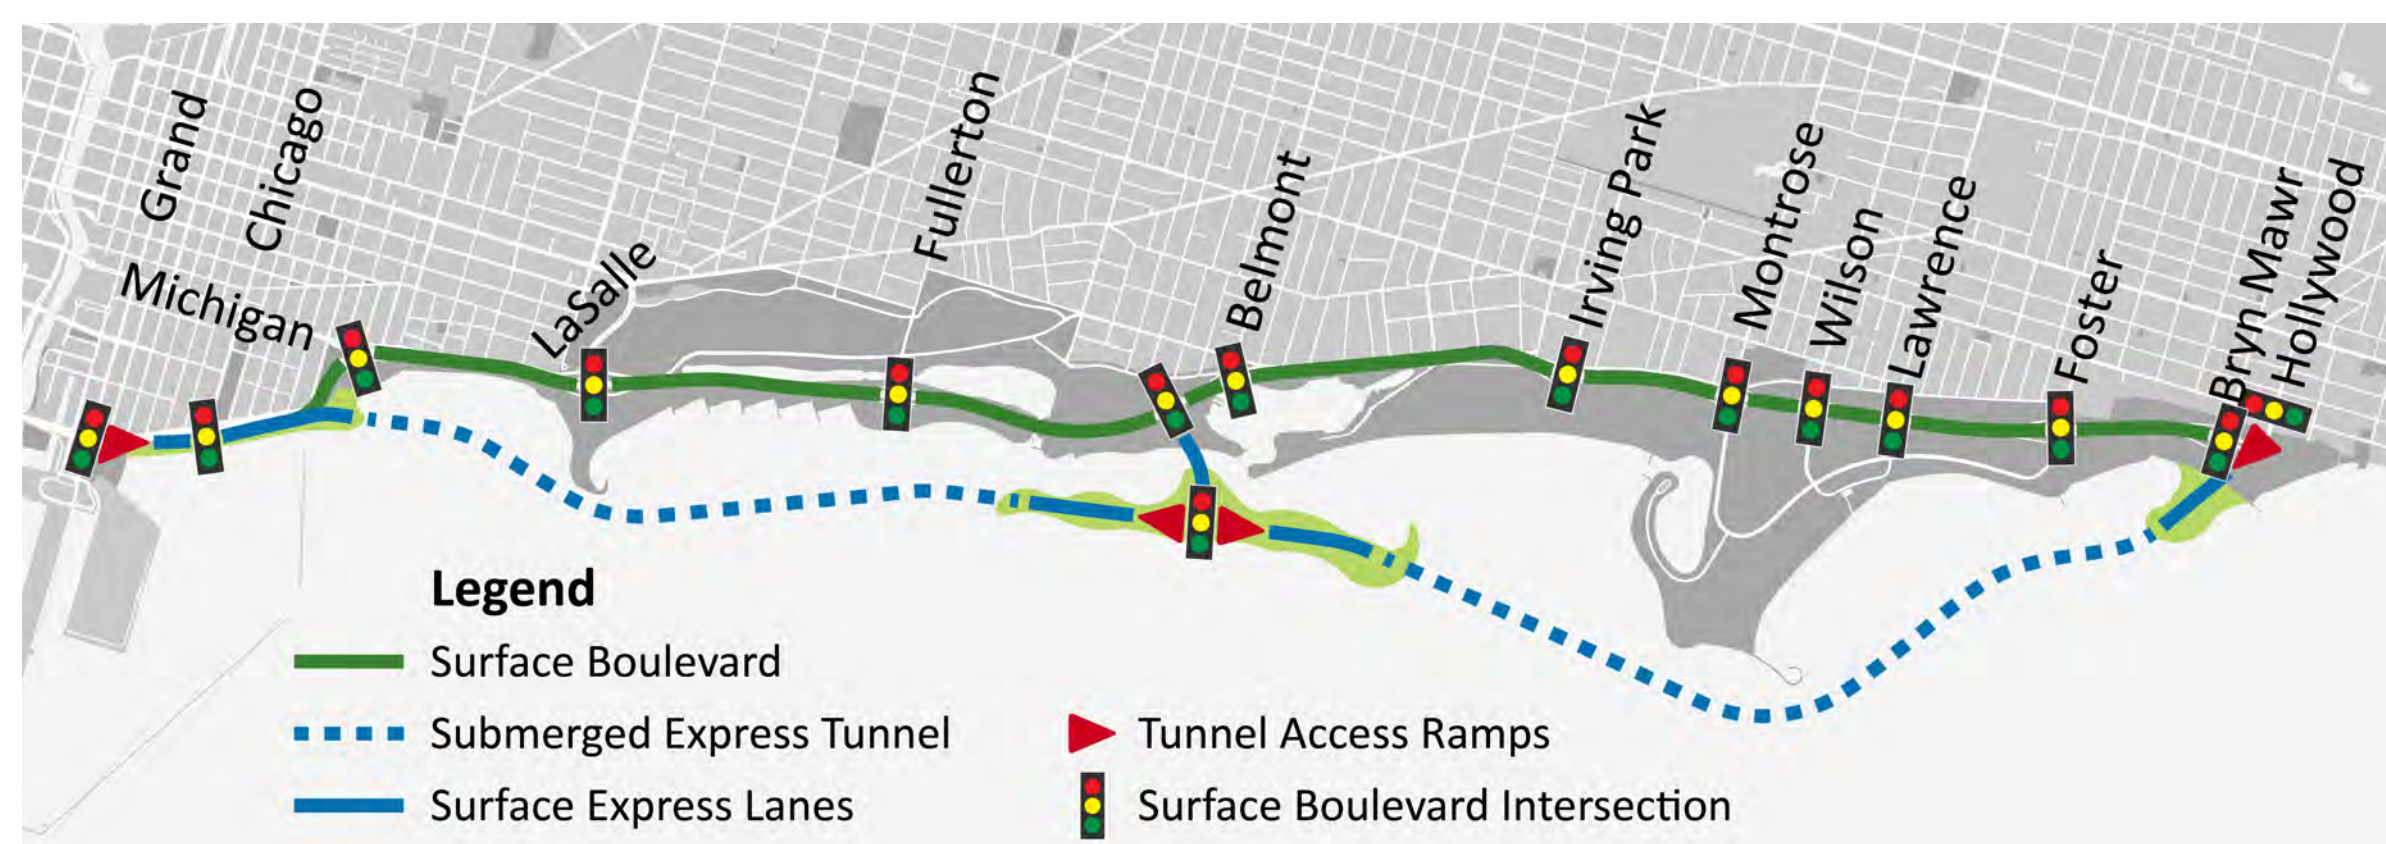 Grand
Chicago
Michigan
LaSalle
Fullerton
Belmont
Irving Park
Montrose
Wilson
Lawrence
Foster
Bryn Mawr
Hollywood
Legend
Surface Boulevard
Submerged Express Tunnel
Surface Express Lanes
Tunnel Access Ramps
Surface Boulevard Intersection